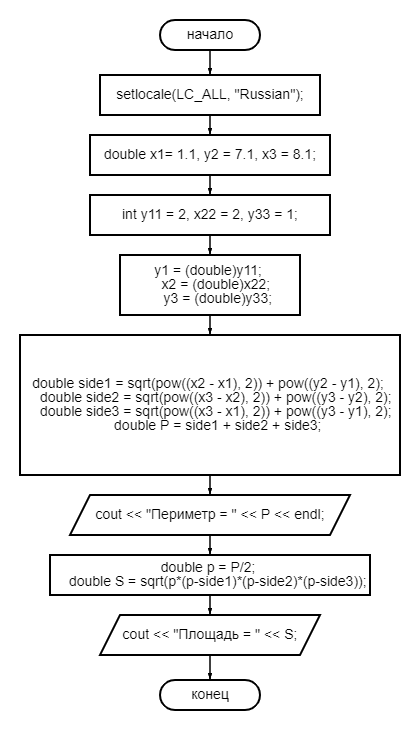 начало
setlocale(LC_ALL, "Russian");
double x1= 1.1, y2 = 7.1, x3 = 8.1;
int y11 = 2, x22 = 2, y33 = 1;
y1 = (double)y11;
x2 = (double)x22;
y3 = (double)y33;
double side1 = sqrt(pow((x2 - x1), 2)) + pow((y2 - y1), 2);
double side2 = sqrt(pow((x3 - x2), 2)) + pow((y3 - y2), 2);
double side3 = sqrt(pow((x3 - x1), 2)) + pow((y3 - y1), 2);
double P = side1 + side2 + side3;
cout << "Периметр = " << P << endl;
double p = P/2;
double S = sqrt(p*(p-side1)*(p-side2)*(p-side3));
cout << "Площадь = " << S;
конец